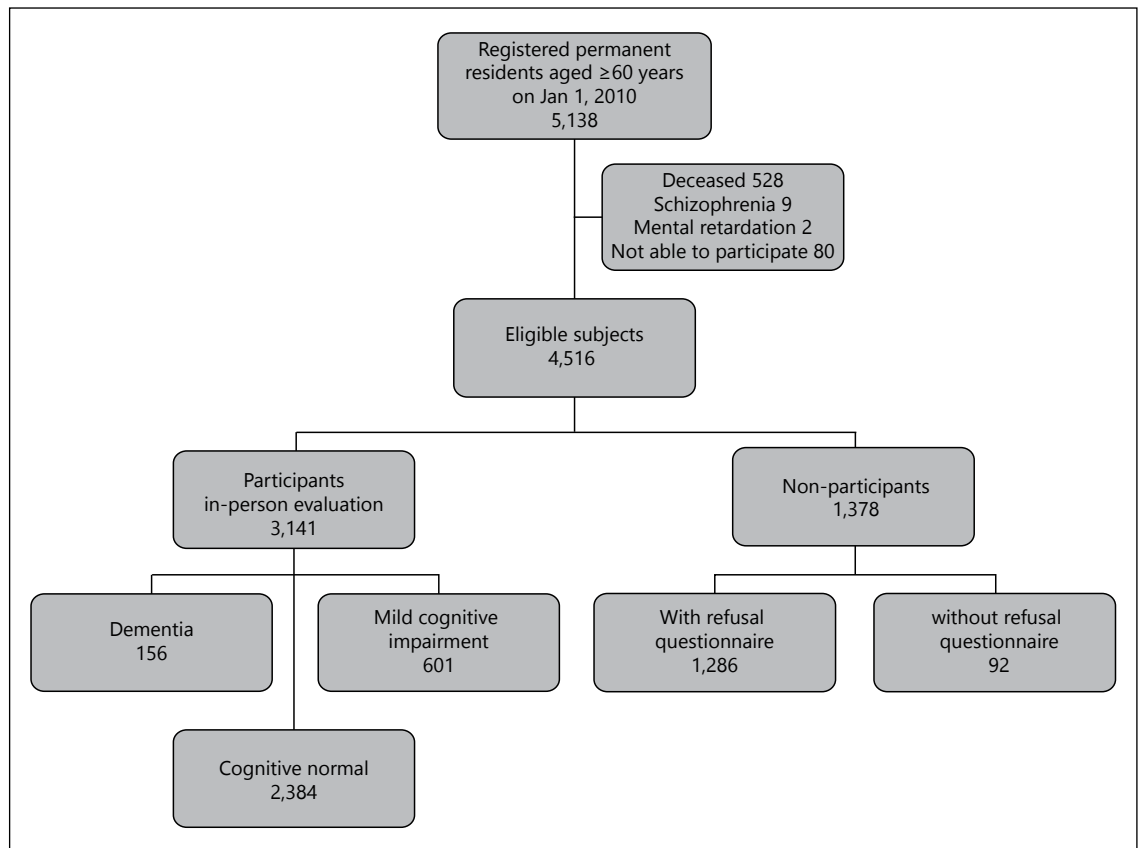 Registered permanent
residents aged ≥60 years
on Jan 1, 2010
5,138
Deceased 528
Schizophrenia 9
Mental retardation 2
Not able to participate 80
Eligible subjects
4,516
Participants
in-person evaluation
3,141
Non-participants
1,378
Dementia
156
Mild cognitive
impairment
601
With refusal
questionnaire
1,286
without refusal
questionnaire
92
Cognitive normal
2,384